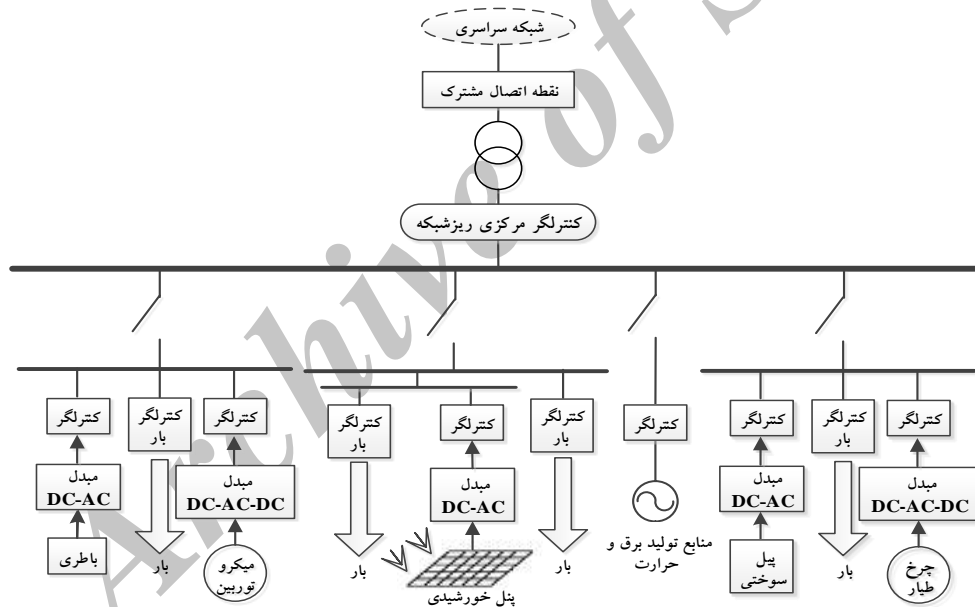 شبکه سراسری
نقطه اتصال مشترک
کنترلگر مرکزی ریزشبکه
کنترلگر
کنترلگر
بار
کنترلگر
کنترلگر
بار
کنترلگر
کنترلگر
بار
کنترلگر
کنترلگر
کنترلگر
بار
کنترلگر
مبدل
DC-AC
مبدل
DC-AC-DC
مبدل
DC-AC
مبدل
DC-AC
مبدل
DC-AC-DC
باطری
بار
میکرو
توربین
بار
پنل خورشیدی
بار
منابع تولید برق و
حرارت
پیل
سوختی
بار
چرخ
طیار
Archive of S